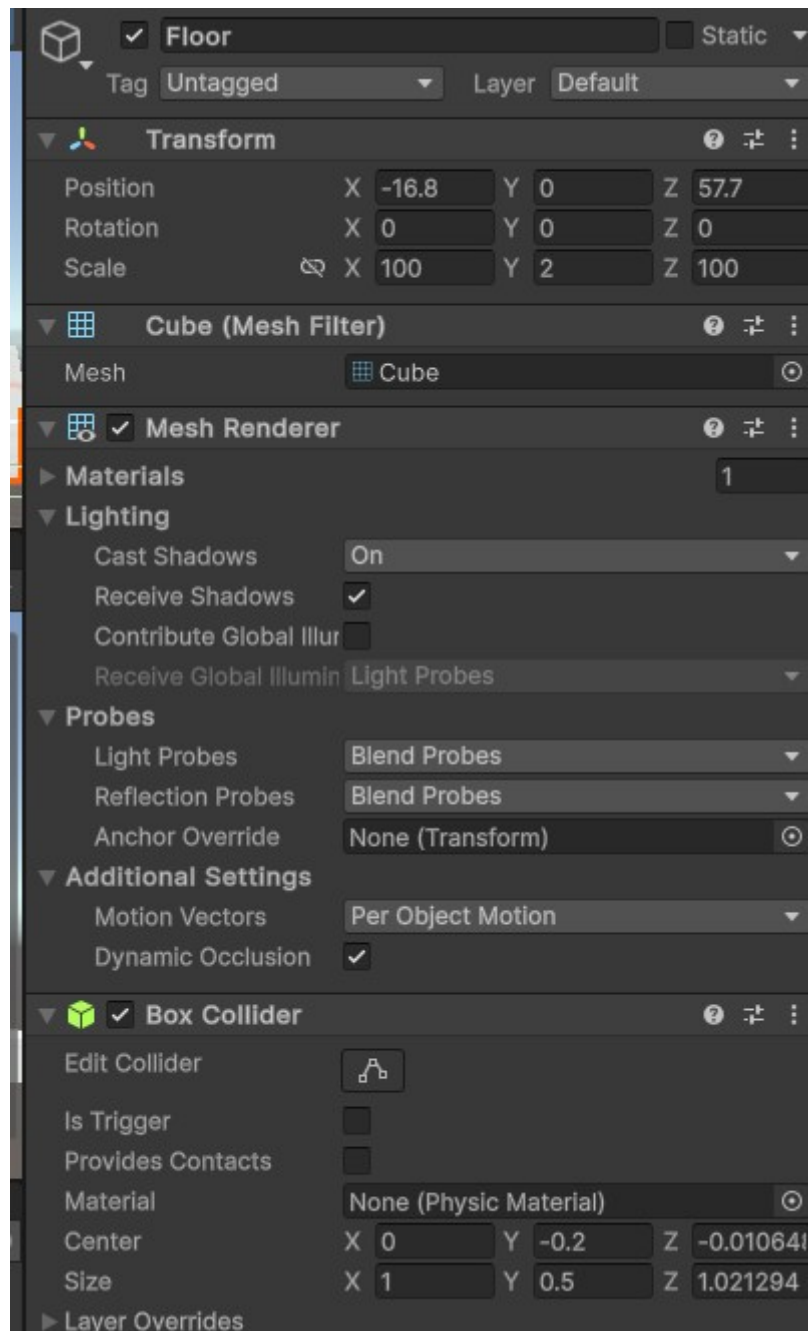 Floor Static
Tag Untagged Layer Default
Transform
Position X -16.8 Y 0 Z 57.7
Rotation X 0 Y 0 Z 0
Scale X 100 Y 2 Z 100
Cube (Mesh Filter)
Mesh Cube
Mesh Renderer
Materials 1
Lighting
Cast Shadows On
Receive Shadows
Contribute Global Illur
Receive Global Illumin Light Probes
Probes
Light Probes Blend Probes
Reflection Probes Blend Probes
Anchor Override None (Transform)
Additional Settings
Motion Vectors Per Object Motion
Dynamic Occlusion
Box Collider
Edit Collider
Is Trigger
Provides Contacts
Material None (Physic Material)
Center X 0 Y -0.2 Z -0.01064
Size X 1 Y 0.5 Z 1.021294
Layer Overrides